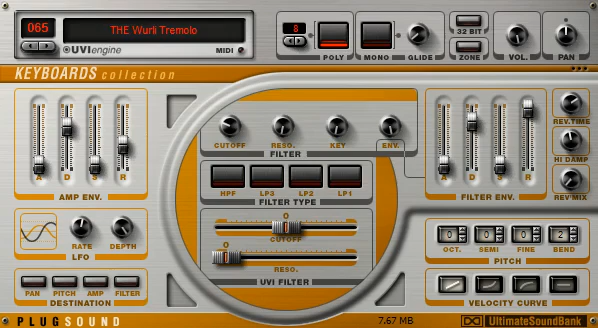 065
THE Wurli Tremolo
UVIengine
MIDI
8
POLY
MONO
GLIDE
32 BIT
ZONE
VOL.
PAN
KEYBOARDS collection
A D S R
AMP ENV.
CUTOFF RESO. KEY ENV.
FILTER
HPF LP3 LP2 LP1
FILTER TYPE
0
CUTOFF
0
RESO.
UVI FILTER
A D S R
FILTER ENV.
REV.TIME
HI DAMP
REV'MIX
RATE DEPTH
LFO
PAN PITCH AMP FILTER
DESTINATION
0 0 0 2
OCT. SEMI FINE BEND
PITCH
VELOCITY CURVE
PLUGSOUND
7.67 MB
UltimateSoundBank